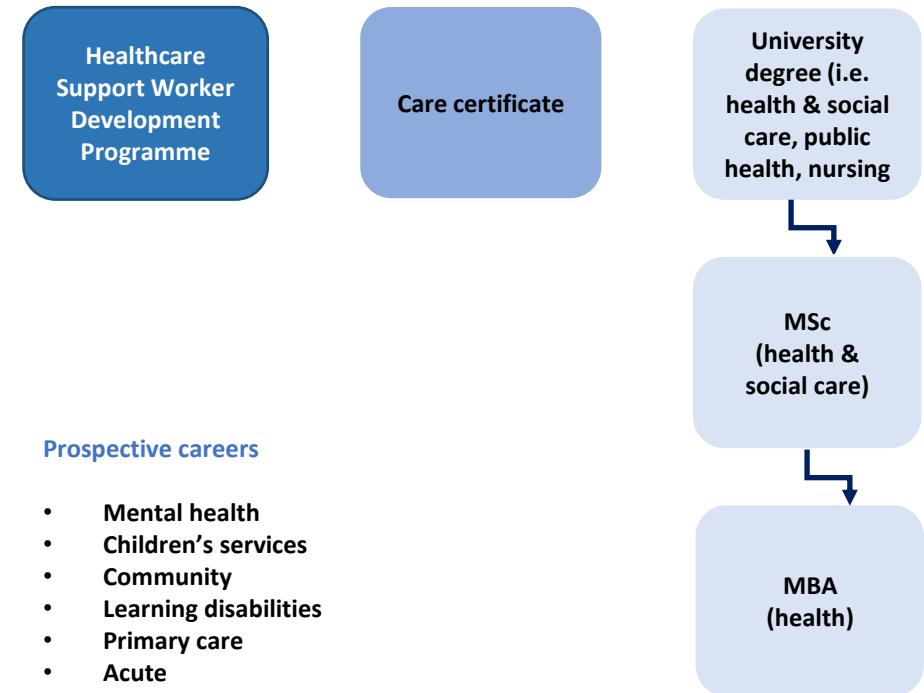 Healthcare
Support Worker
Development
Programme
Care certificate
University
degree (i.e.
health & social
care, public
health, nursing
MSc
(health &
social care)
Prospective careers
• Mental health
• Children’s services
• Community
• Learning disabilities
• Primary care
• Acute
MBA
(health)